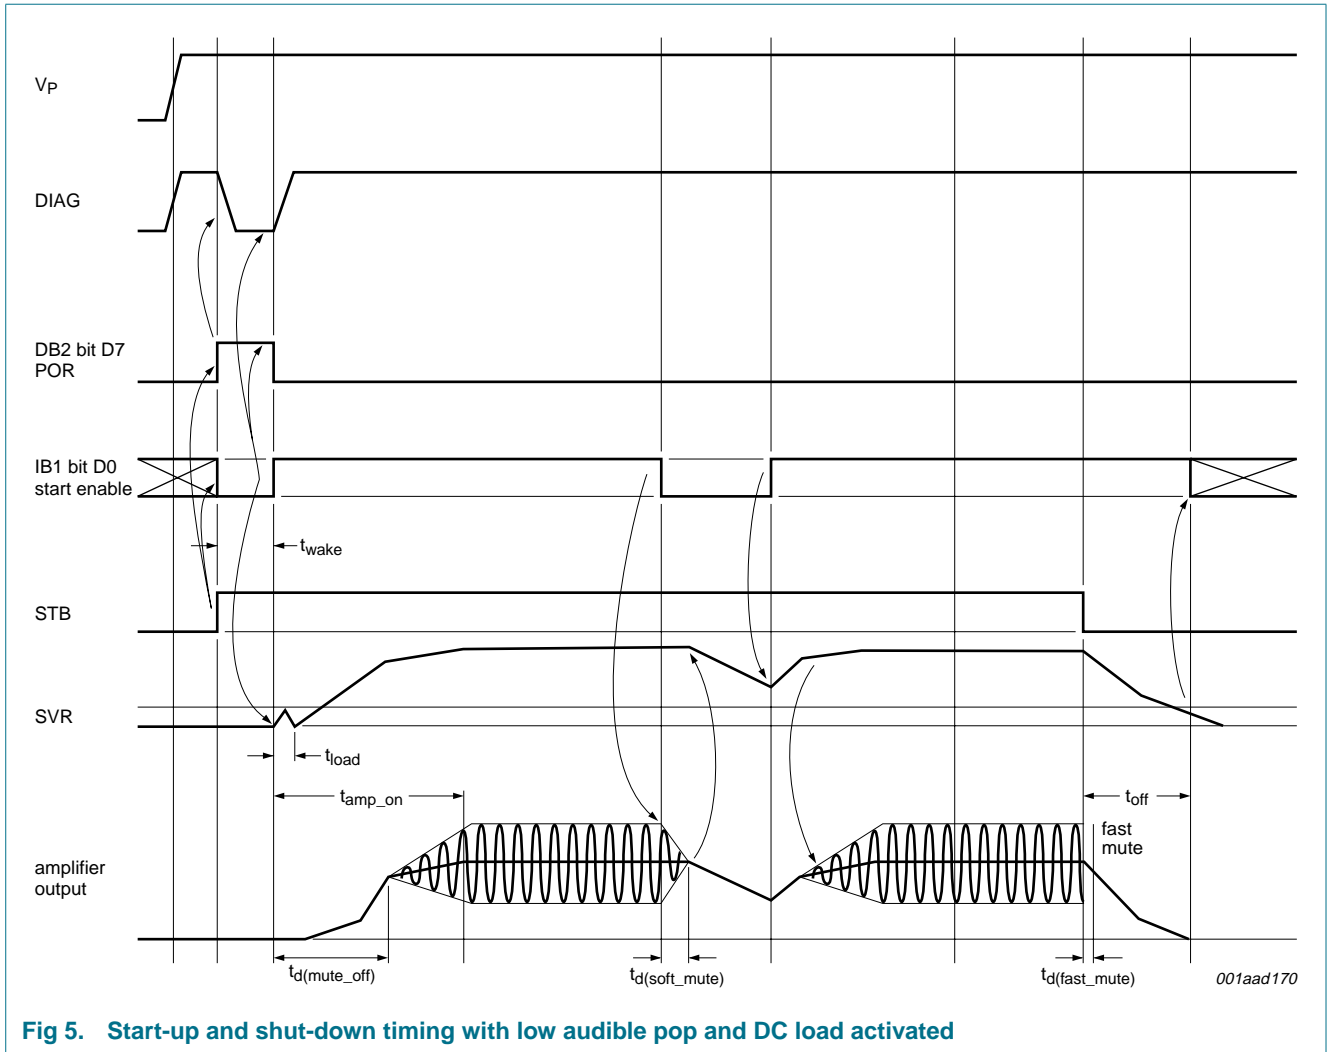 VP
DIAG
DB2 bit D7
POR
IB1 bit D0
start enable
twake
STB
SVR
tload
tamp_on
toff
fast
mute
amplifier
output
td(mute_off)
td(soft_mute)
td(fast_mute)
001aad170
Fig 5. Start-up and shut-down timing with low audible pop and DC load activated